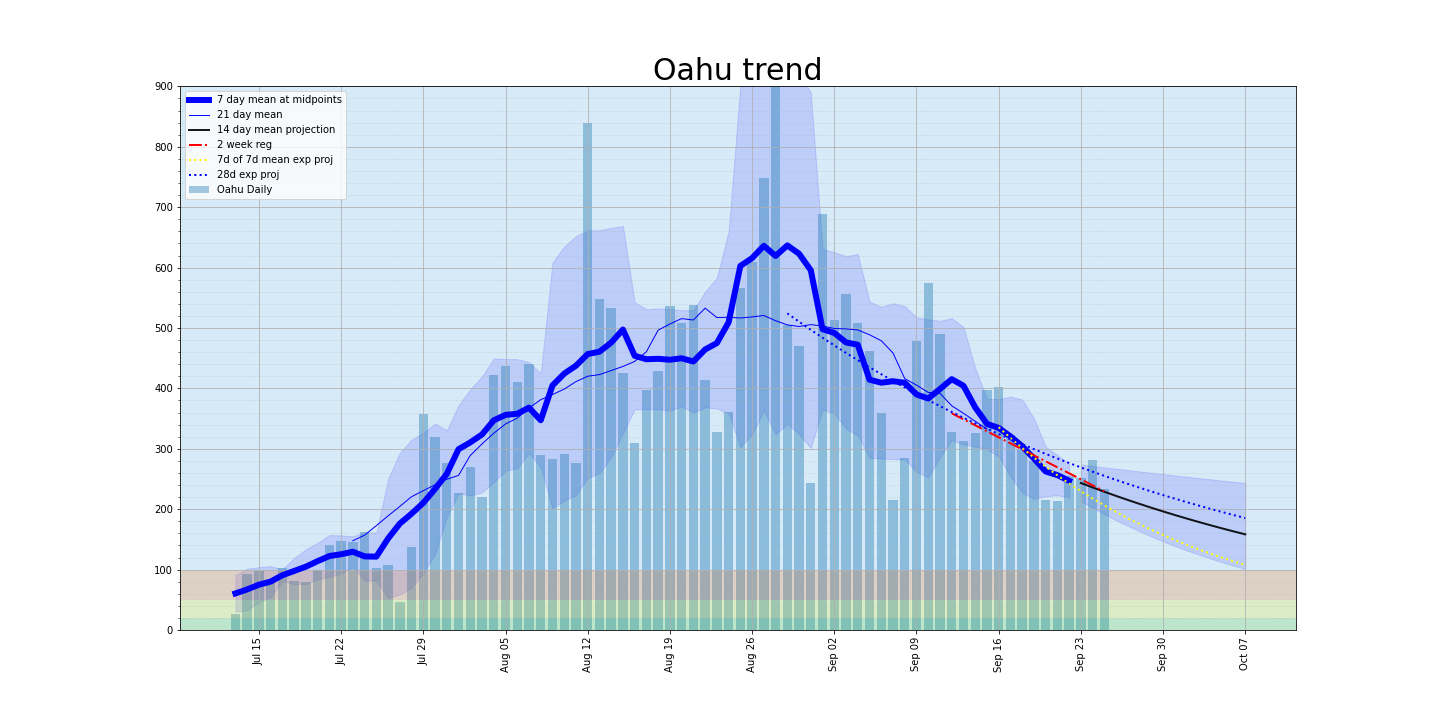 Oahu trend
900
800
700
600
500
400
300
200
100
0
7 day mean at midpoints
21 day mean
14 day mean projection
2 week reg
7d of 7d mean exp proj
28d exp proj
Oahu Daily
Jul 15
Jul 22
Jul 29
Aug 05
Aug 12
Aug 19
Aug 26
Sep 02
Sep 09
Sep 16
Sep 23
Sep 30
Oct 07